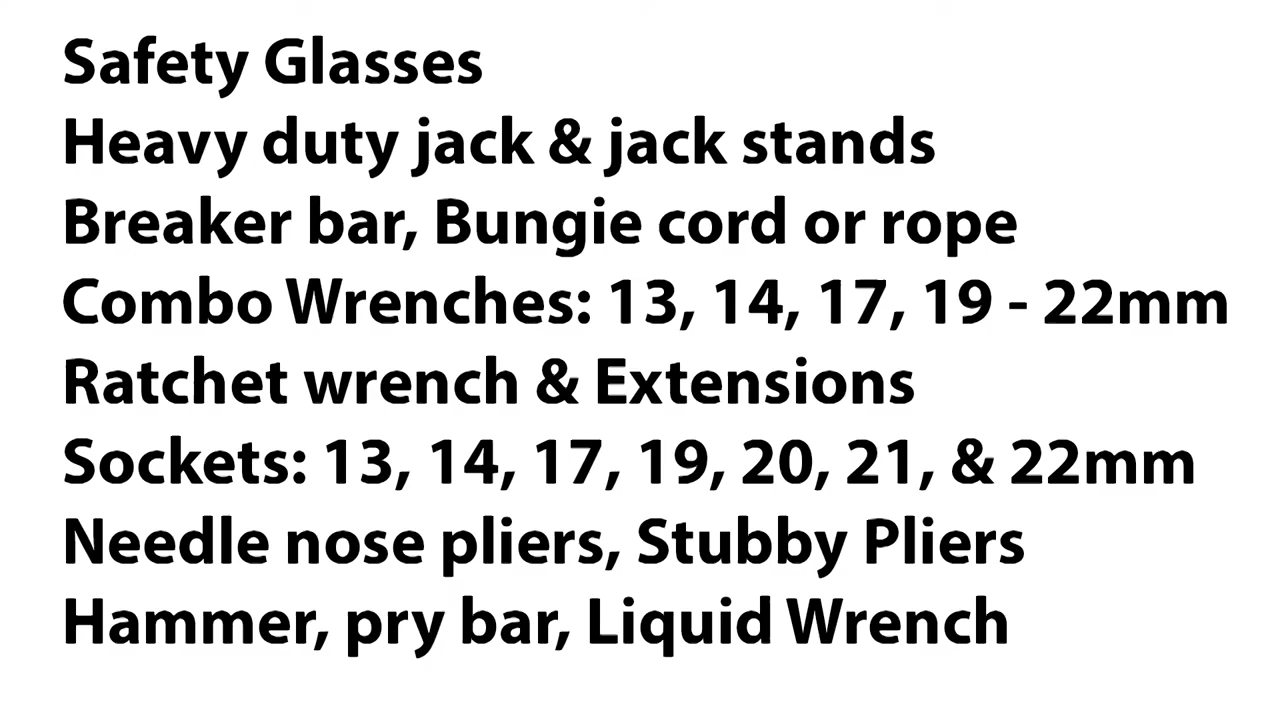 Safety Glasses
Heavy duty jack & jack stands
Breaker bar, Bungie cord or rope
Combo Wrenches: 13, 14, 17, 19 - 22mm
Ratchet wrench & Extensions
Sockets: 13, 14, 17, 19, 20, 21, & 22mm
Needle nose pliers, Stubby Pliers
Hammer, pry bar, Liquid Wrench